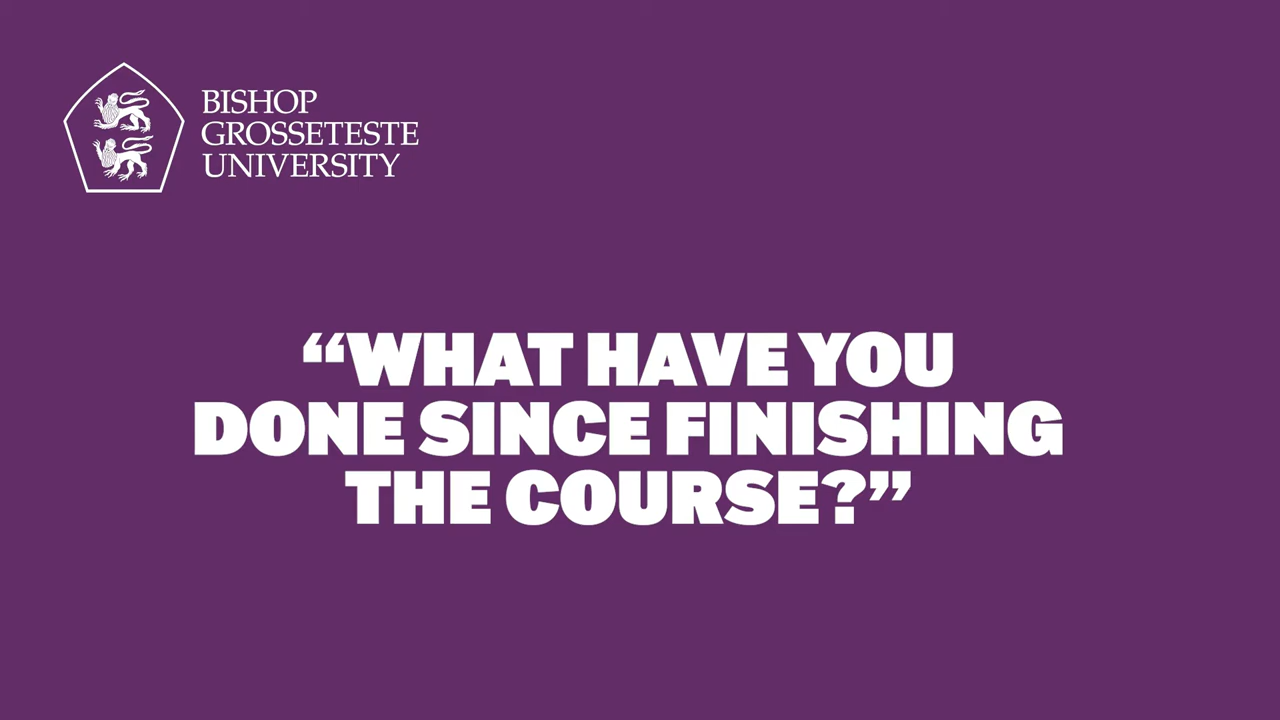 BISHOP
GROSSETESTE
UNIVERSITY
“WHAT HAVE YOU
DONE SINCE FINISHING
THE COURSE?”